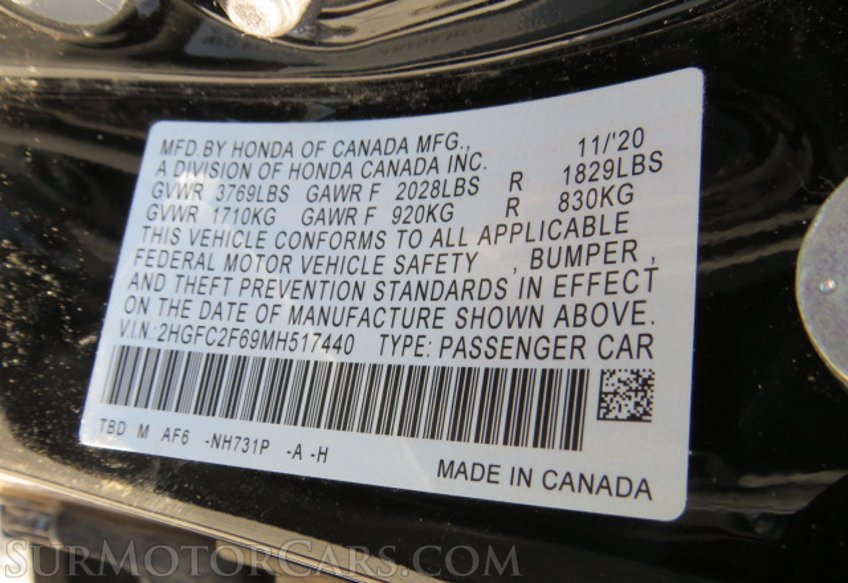 MFD.BY HONDA OF CANADA MFG., 11/'20
A DIVISION OF HONDA CANADA INC.
GVWR 3769LBS GAWR F 2028LBS R 1829LBS
GVWR 1710KG GAWR F 920KG R 830KG
THIS VEHICLE CONFORMS TO ALL APPLICABLE
FEDERAL MOTOR VEHICLE SAFETY , BUMPER ,
AND THEFT PREVENTION STANDARDS IN EFFECT
ON THE DATE OF MANUFACTURE SHOWN ABOVE.
V.I.N.:2HGFC2F69MH517440 TYPE: PASSENGER CAR
TBD M AF6 -NH731P -A -H
MADE IN CANADA
SURMOTORCARS.COM